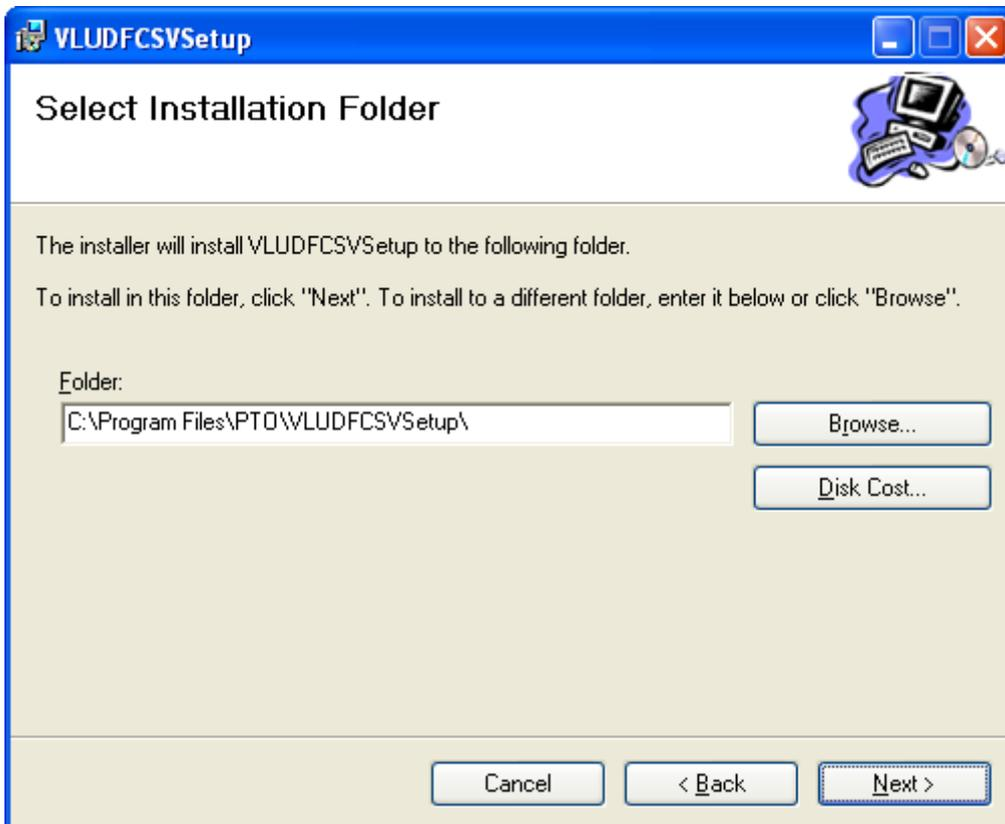 VLUDFCSVSetup
Select Installation Folder
The installer will install VLUDFCSVSetup to the following folder.
To install in this folder, click "Next". To install to a different folder, enter it below or click "Browse".
Folder:
C:\Program Files\PTO\VLUDFCSVSetup\
Browse...
Disk Cost...
Cancel
< Back
Next >